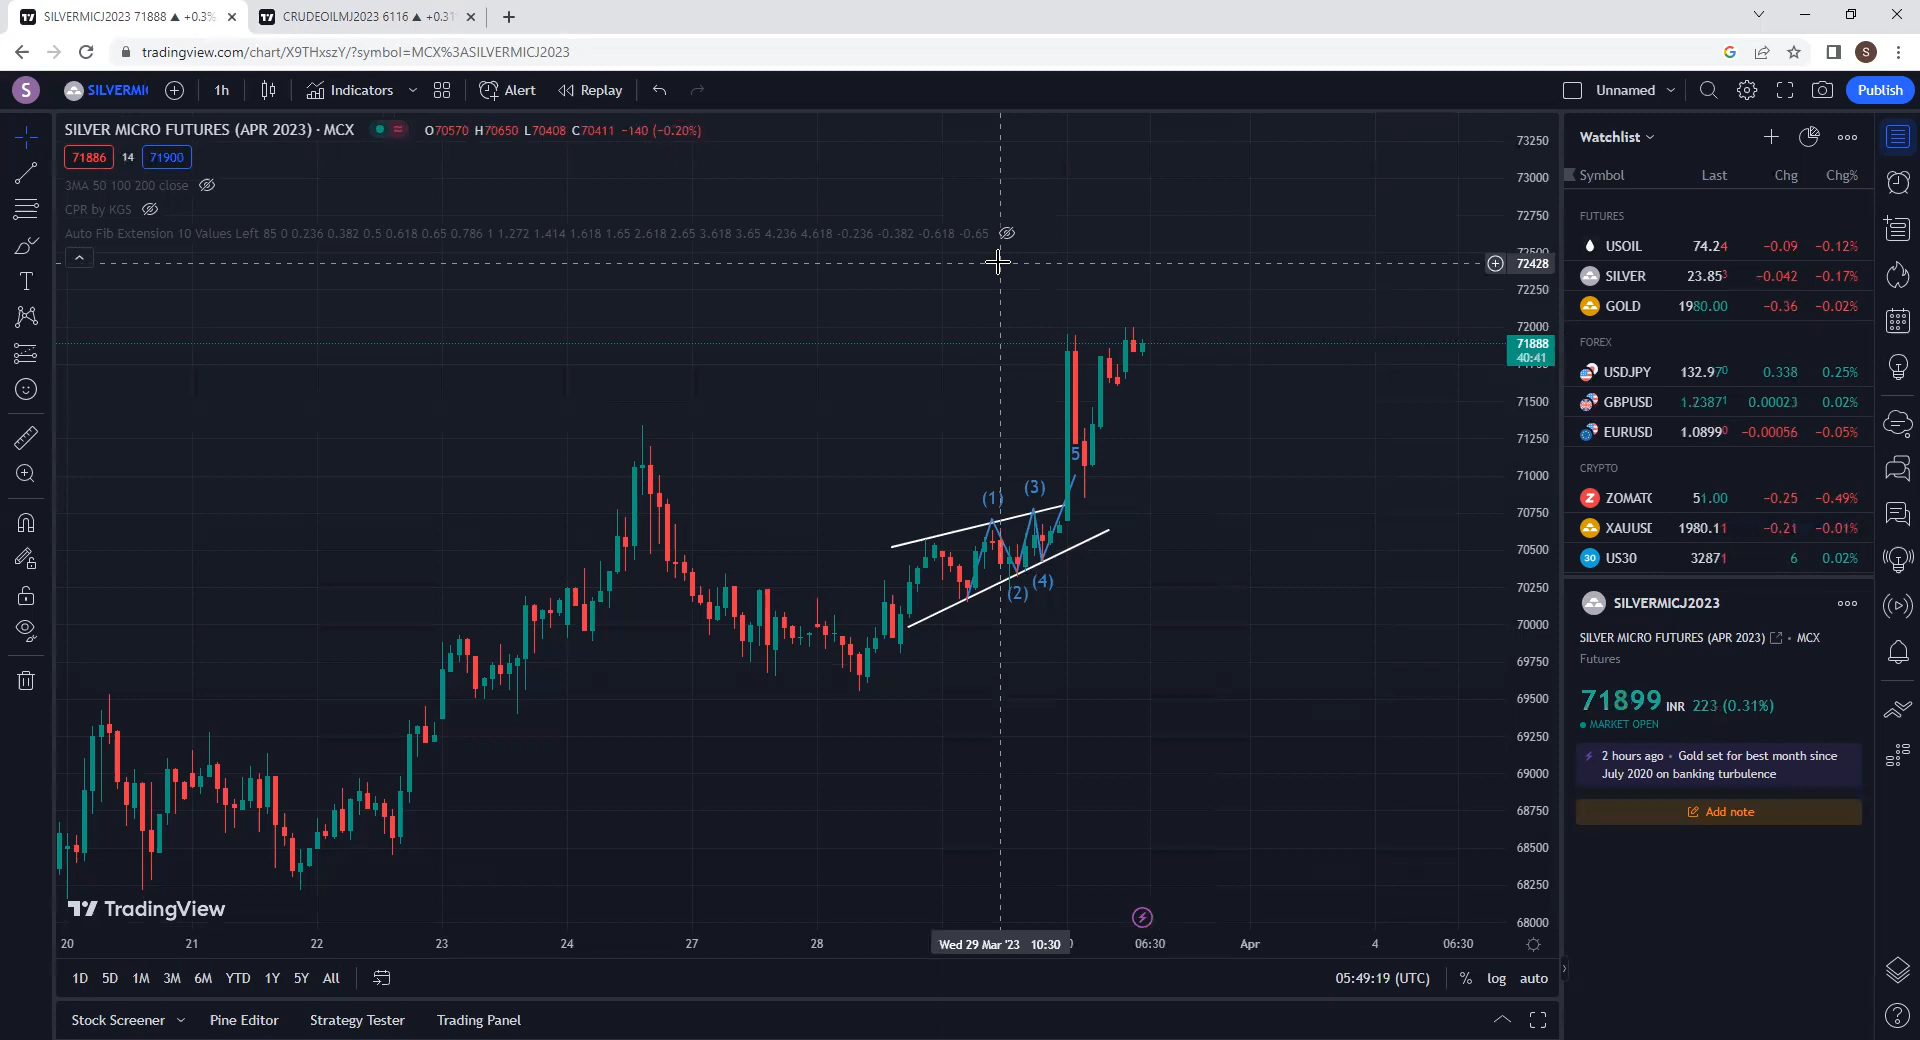 SILVERMICJ2023 71888 ▲ +0.3%
CRUDEOILMJ2023 6116 ▲ +0.31
tradingview.com/chart/X9THxszY/?symbol=MCX%3ASILVERMICJ2023
S
S
SILVERMI
1h
Indicators
Alert
Replay
Unnamed
Publish
SILVER MICRO FUTURES (APR 2023) · MCX
O70570 H70650 L70408 C70411 −140 (−0.20%)
71886 14 71900
3MA 50 100 200 close
CPR by KGS
Auto Fib Extension 10 Values Left 85 0 0.236 0.382 0.5 0.618 0.65 0.786 1 1.272 1.414 1.618 1.65 2.618 2.65 3.618 3.65 4.236 4.618 -0.236 -0.382 -0.618 -0.65
73250
73000
72750
72500
72428
72250
72000
71888
40:41
71500
71250
71000
70750
70500
70250
70000
69750
69500
69250
69000
68750
68500
68250
68000
5
(1)
(3)
(2)
(4)
TradingView
20 21 22 23 24 27 28 Wed 29 Mar '23 10:30 06:30 Apr 4 06:30
1D 5D 1M 3M 6M YTD 1Y 5Y All
05:49:19 (UTC) % log auto
Stock Screener Pine Editor Strategy Tester Trading Panel
Watchlist
Symbol Last Chg Chg%
FUTURES
USOIL 74.24 −0.09 −0.12%
SILVER 23.853 −0.042 −0.17%
GOLD 1980.00 −0.36 −0.02%
FOREX
USDJPY 132.970 0.338 0.25%
GBPUSD 1.23871 0.00023 0.02%
EURUSD 1.08990 −0.00056 −0.05%
CRYPTO
ZOMATO 51.00 −0.25 −0.49%
XAUUSD 1980.11 −0.21 −0.01%
30 US30 32871 6 0.02%
SILVERMICJ2023
SILVER MICRO FUTURES (APR 2023) • MCX
Futures
71899 INR 223 (0.31%)
MARKET OPEN
2 hours ago • Gold set for best month since
July 2020 on banking turbulence
Add note